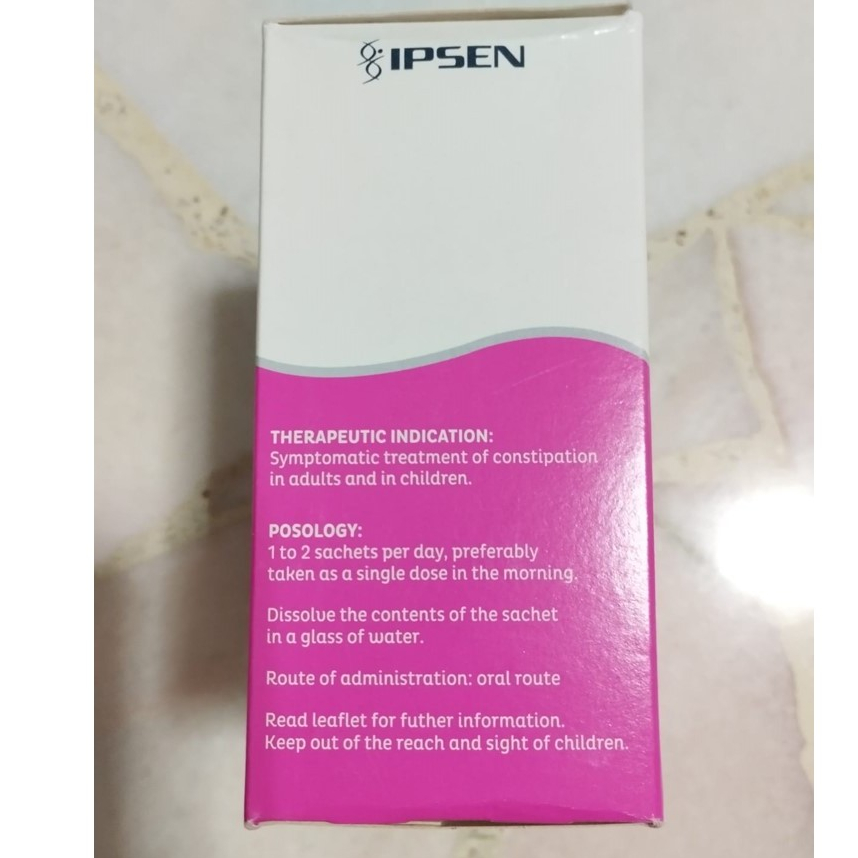 IPSEN
THERAPEUTIC INDICATION:
Symptomatic treatment of constipation
in adults and in children.
POSOLOGY:
1 to 2 sachets per day, preferably
taken as a single dose in the morning.
Dissolve the contents of the sachet
in a glass of water.
Route of administration: oral route
Read leaflet for futher information.
Keep out of the reach and sight of children.